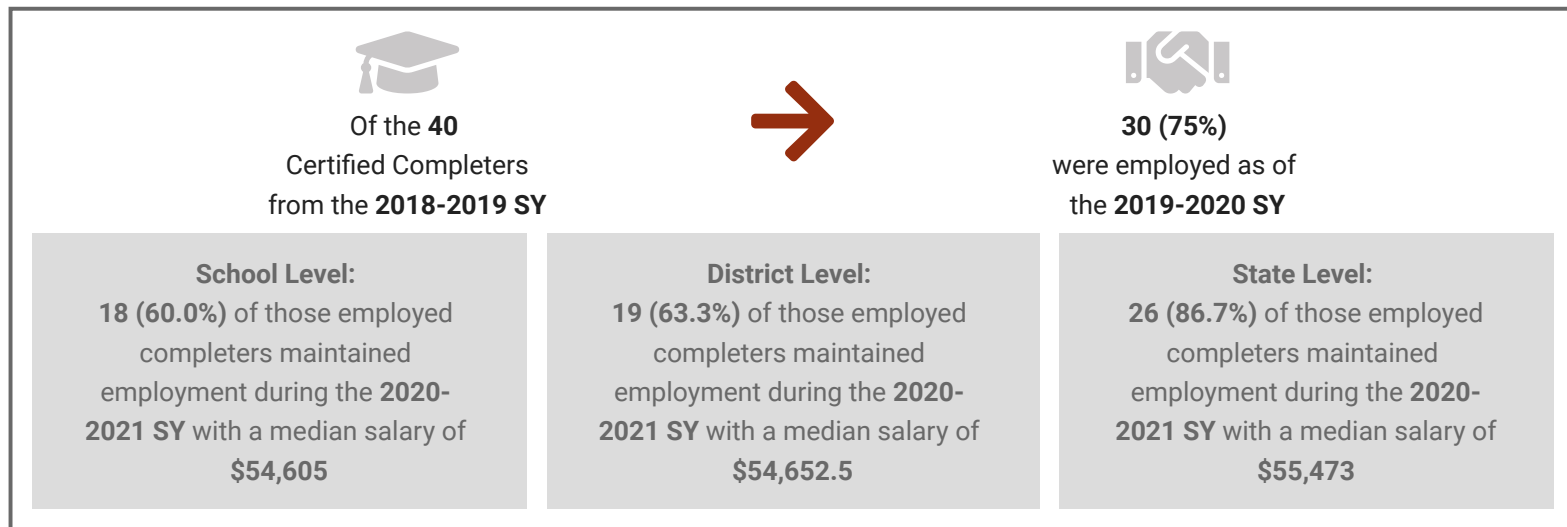 Of the 40
Certified Completers
from the 2018-2019 SY
30 (75%)
were employed as of
the 2019-2020 SY
School Level:
18 (60.0%) of those employed
completers maintained
employment during the 2020-
2021 SY with a median salary of
$54,605
District Level:
19 (63.3%) of those employed
completers maintained
employment during the 2020-
2021 SY with a median salary of
$54,652.5
State Level:
26 (86.7%) of those employed
completers maintained
employment during the 2020-
2021 SY with a median salary of
$55,473